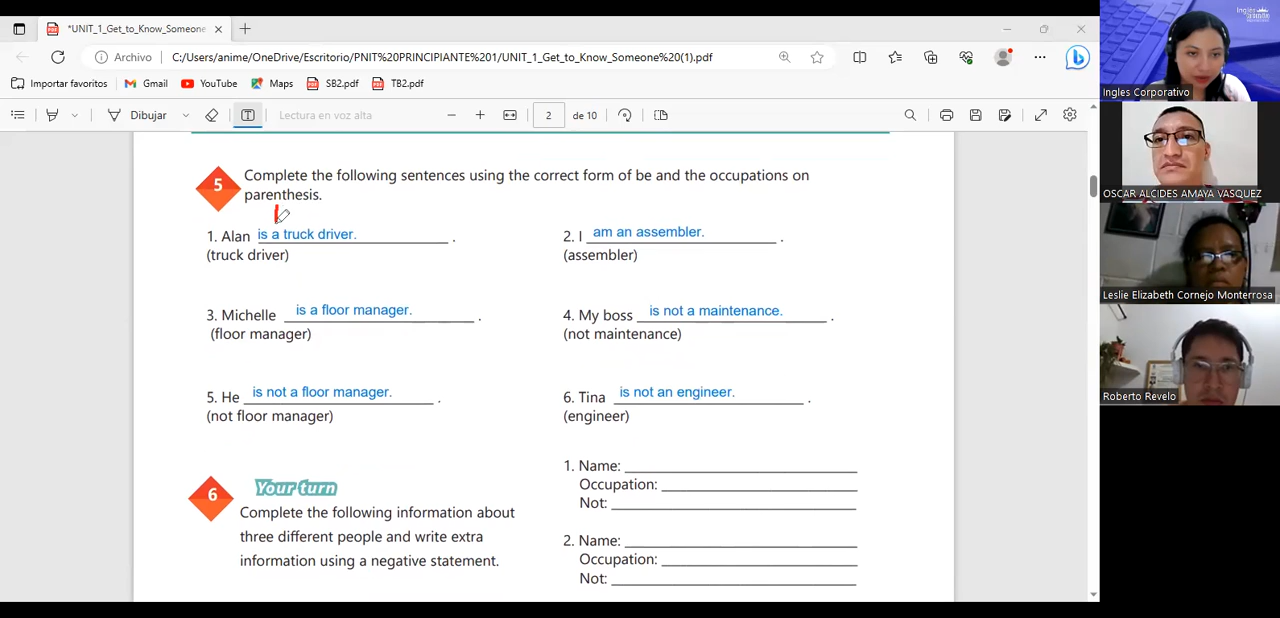 *UNIT_1_Get_to_Know_Someone
Archivo
C:/Users/anime/OneDrive/Escritorio/PNIT%20PRINCIPIANTE%201/UNIT_1_Get_to_Know_Someone%20(1).pdf
Importar favoritos
Gmail
YouTube
Maps
SB2.pdf
TB2.pdf
Dibujar
Lectura en voz alta
2
de 10
5
Complete the following sentences using the correct form of be and the occupations on
parenthesis.
1. Alan is a truck driver. .
(truck driver)
2. I am an assembler. .
(assembler)
3. Michelle is a floor manager. .
(floor manager)
4. My boss is not a maintenance. .
(not maintenance)
5. He is not a floor manager. .
(not floor manager)
6. Tina is not an engineer. .
(engineer)
6
Your turn
Complete the following information about
three different people and write extra
information using a negative statement.
1. Name:
Occupation:
Not:
2. Name:
Occupation:
Not:
Ingles Corporativo
OSCAR ALCIDES AMAYA VASQUEZ
Leslie Elizabeth Cornejo Monterrosa
Roberto Revelo